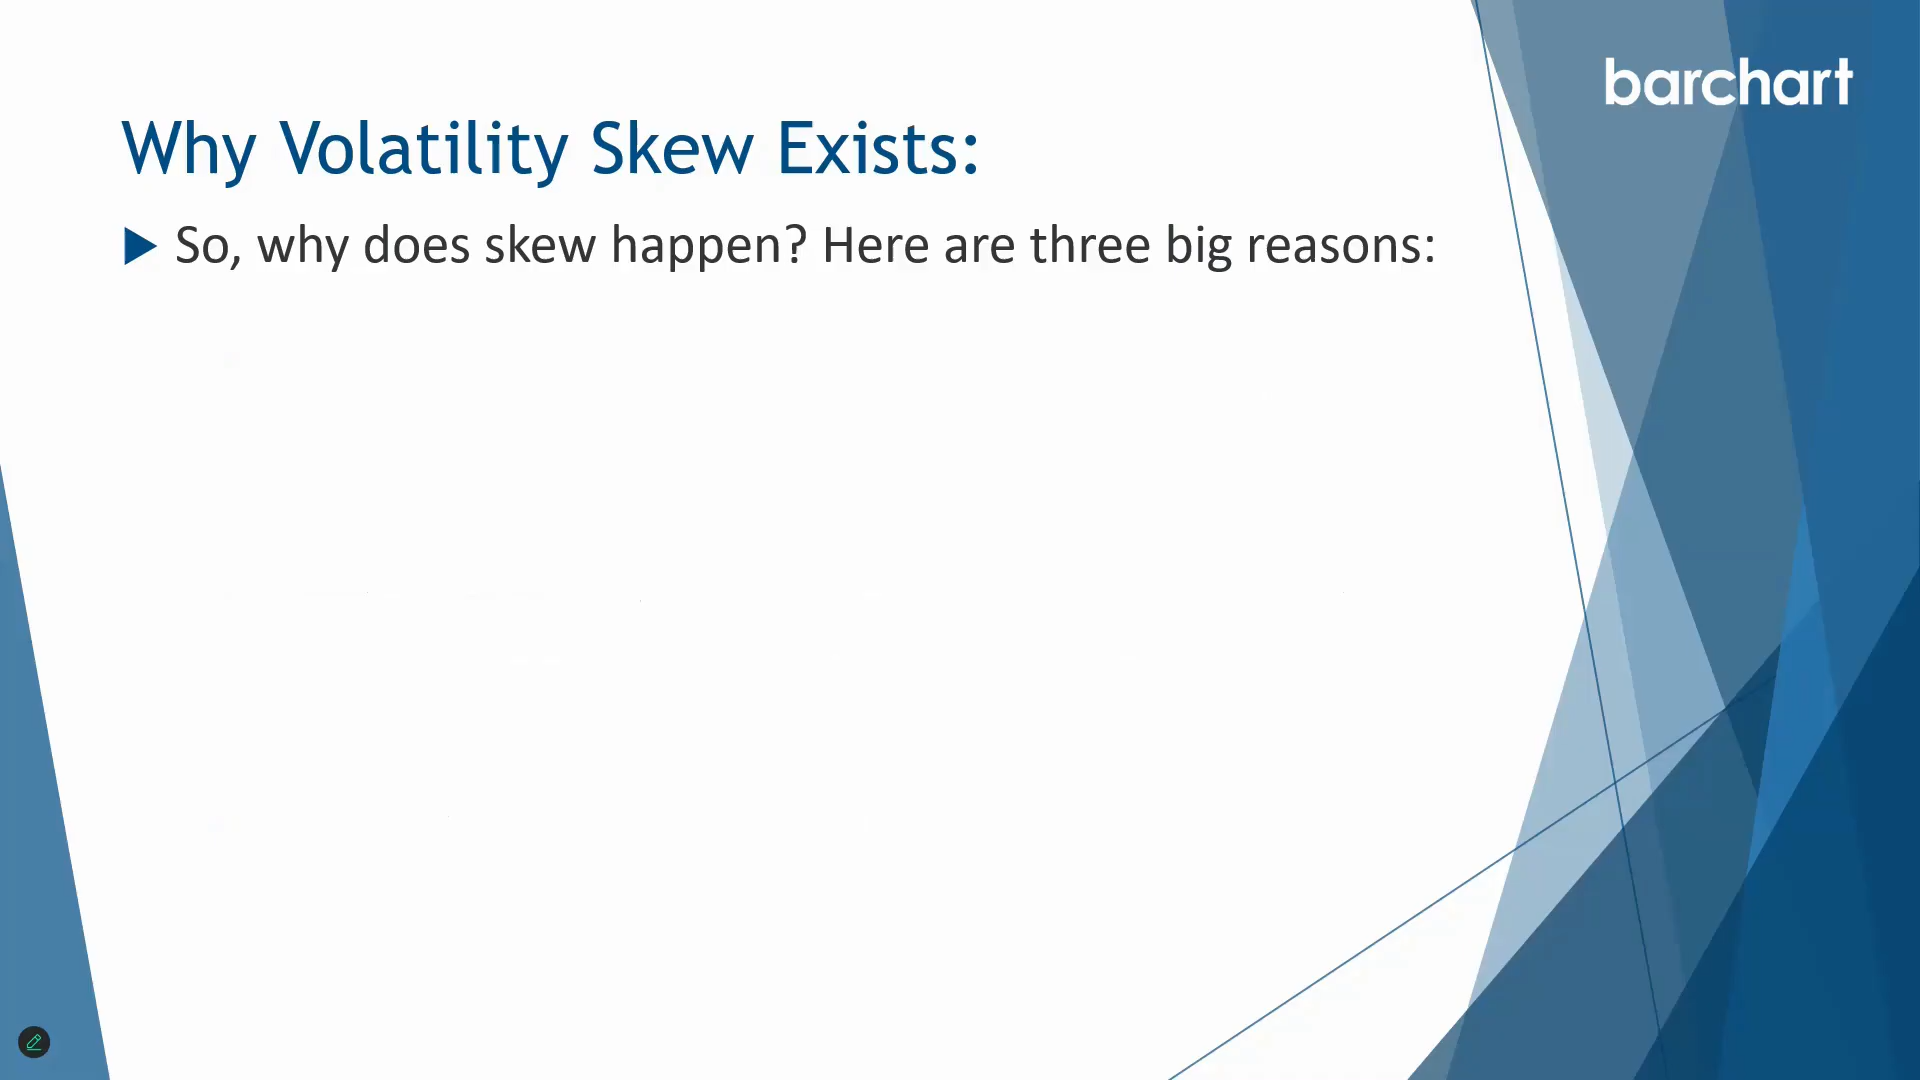 barchart
Why Volatility Skew Exists:
So, why does skew happen? Here are three big reasons: